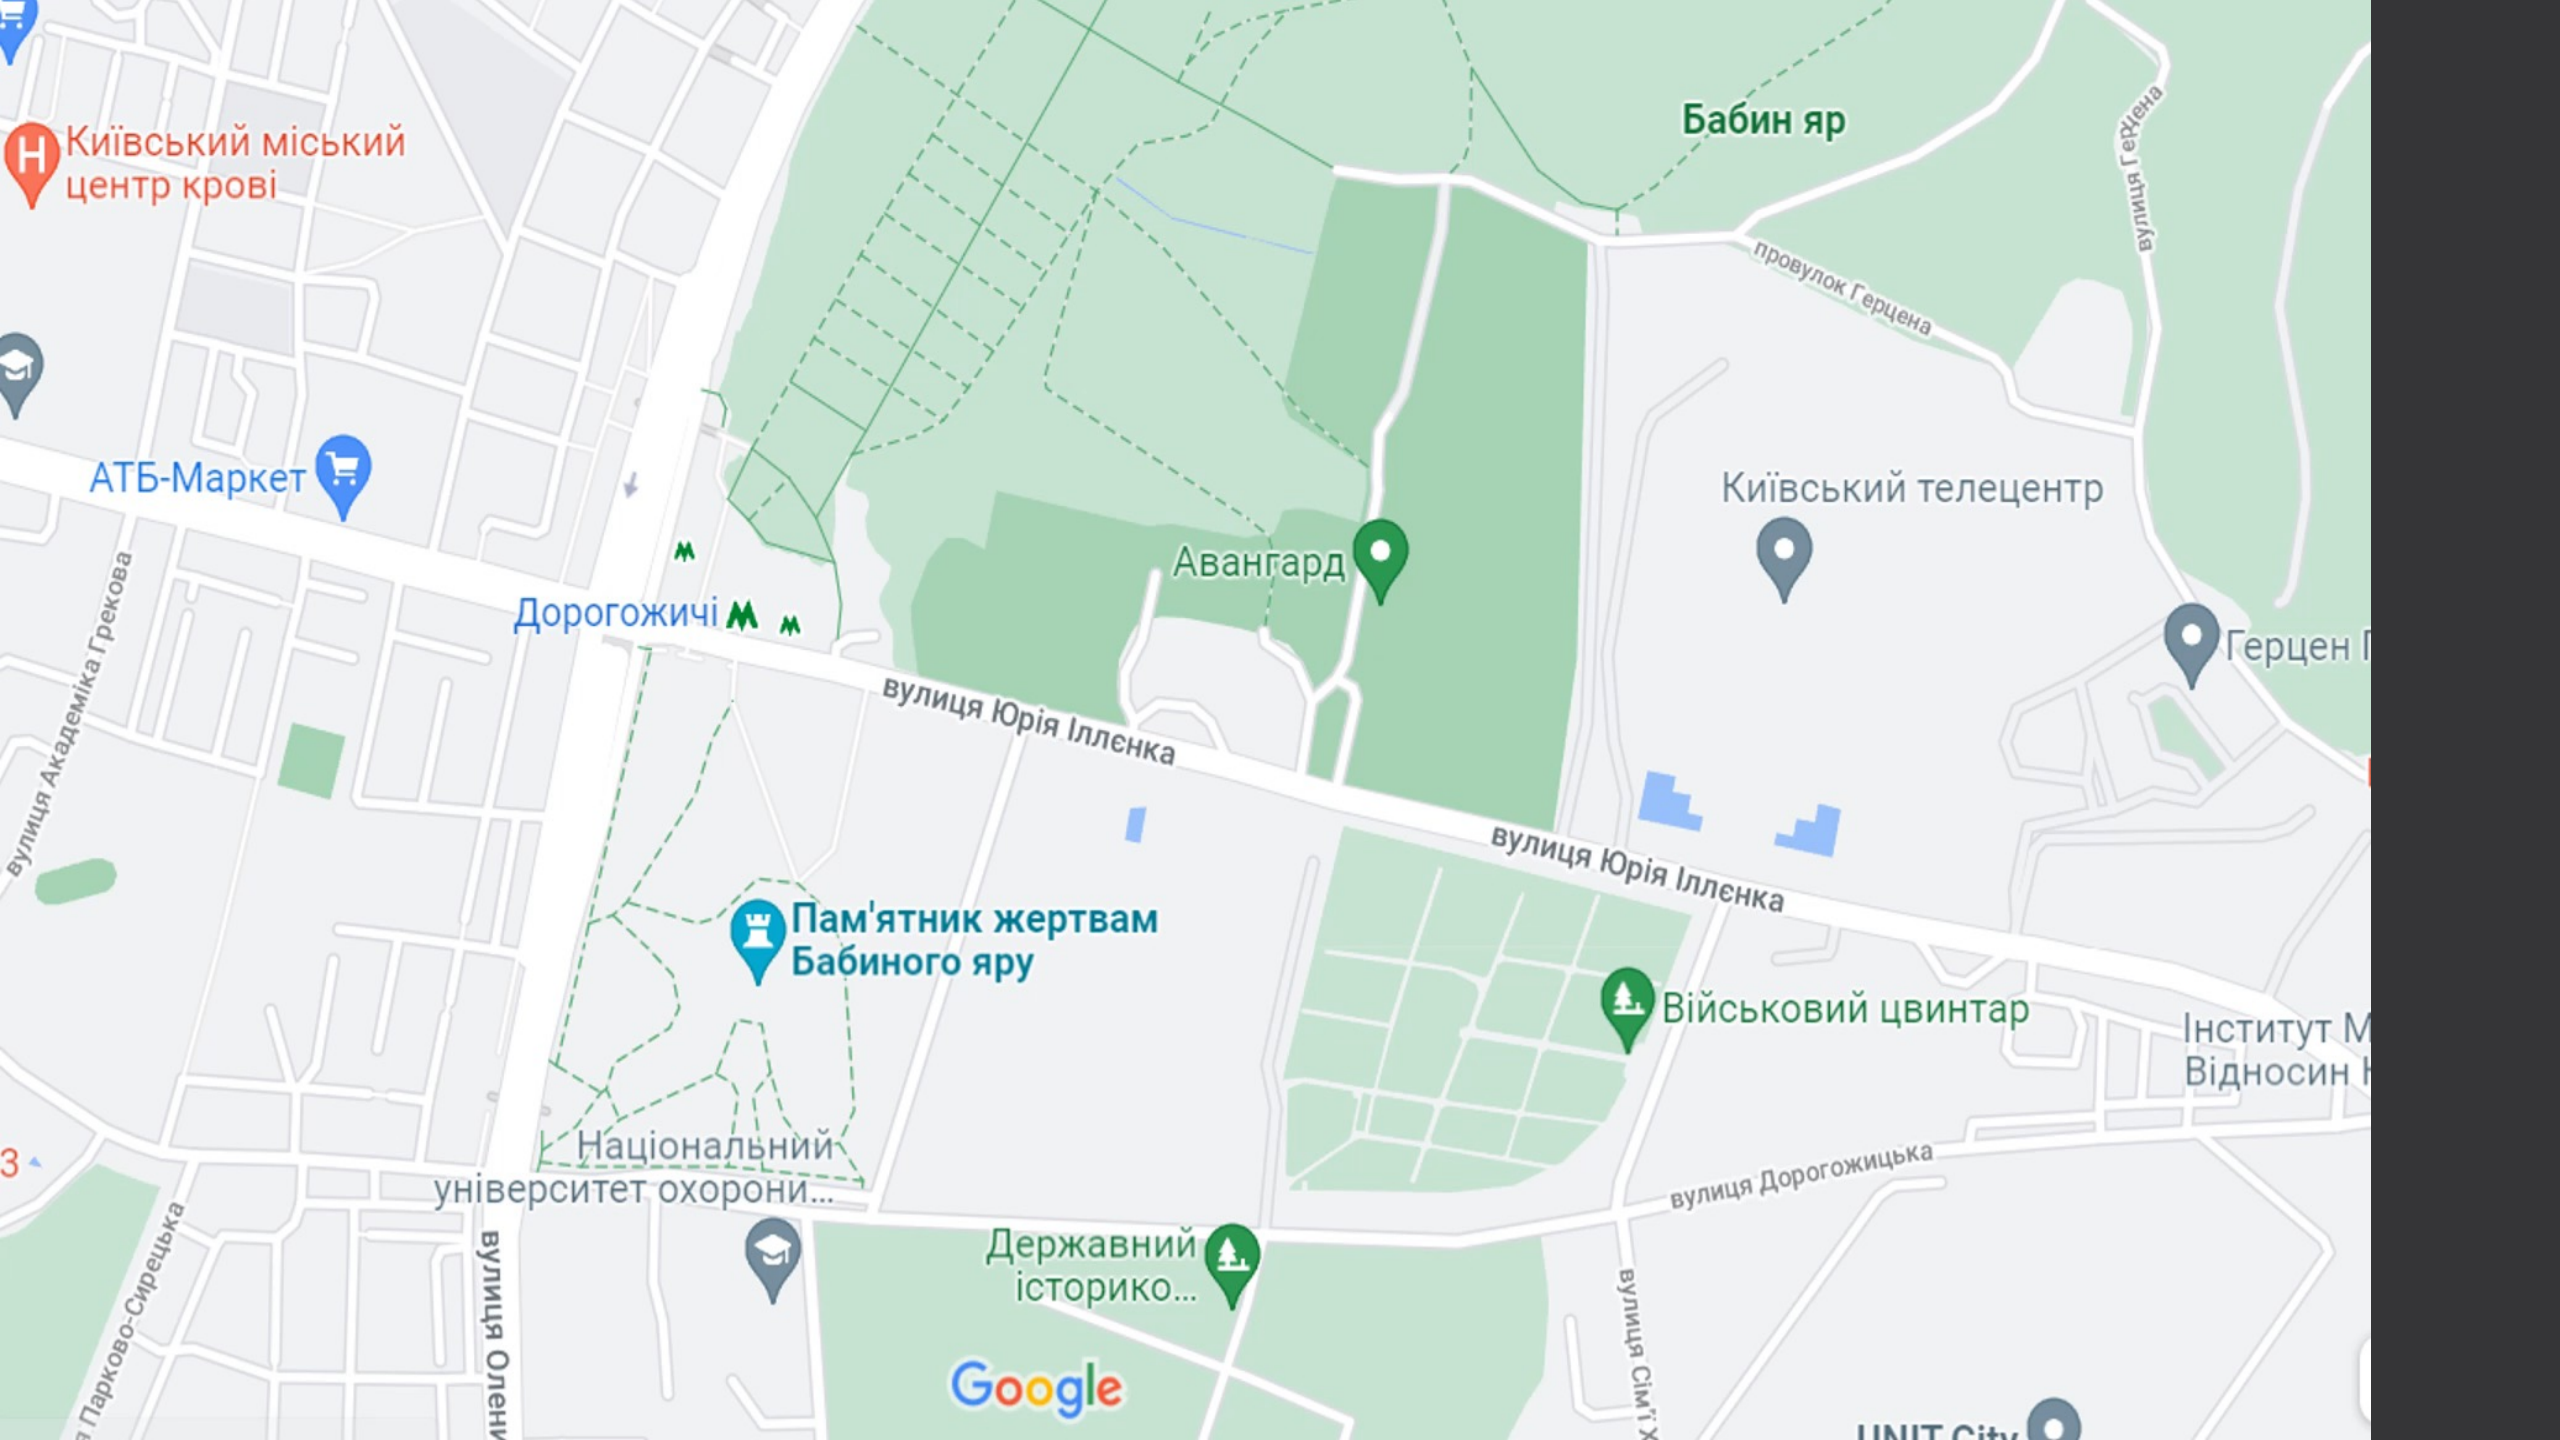 Бабин яр
вулиця Герцена
Київський міський
центр крові
провулок Герцена
АТБ-Маркет
Київський телецентр
Авангард
Дорогожичі
Герцен
вулиця Академіка Грекова
вулиця Юрія Іллєнка
вулиця Юрія Іллєнка
Пам'ятник жертвам
Бабиного яру
Військовий цвинтар
Інститут М
Відносин
Національний
університет охорони...
вулиця Дорогожицька
З
Державний
історико...
Парково-Сирецька
вулиця Олени
вулиця Сім'ї Х
Google
UNIT City